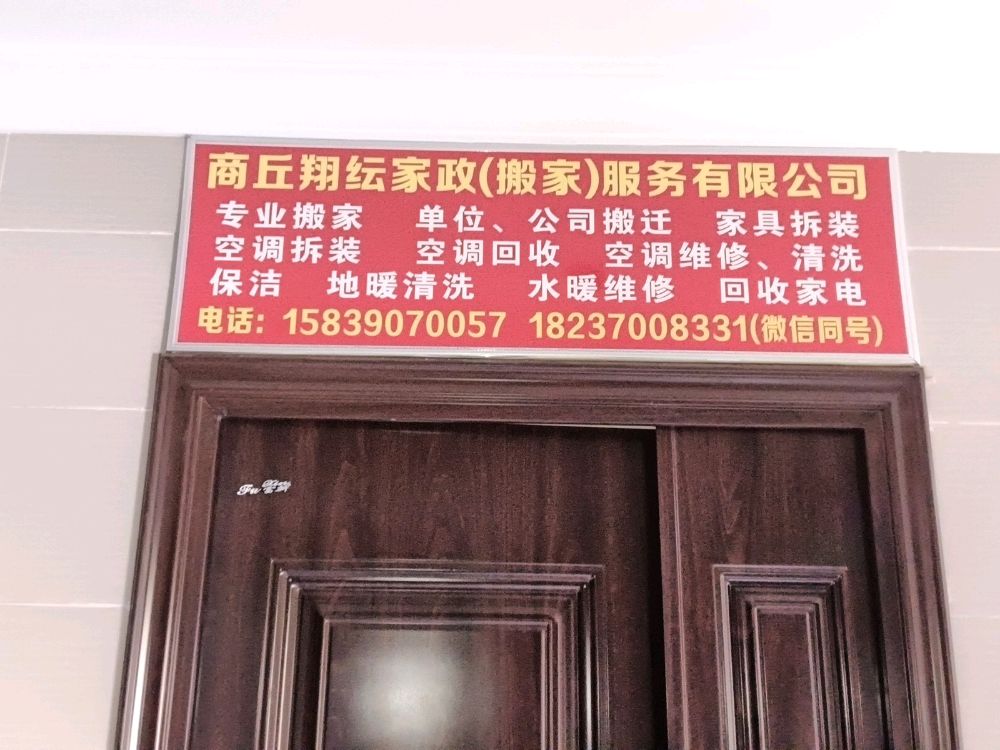 商丘翔纭家政(搬家)服务有限公司
专业搬家 单位、公司搬迁 家具拆装
空调拆装 空调回收 空调维修、清洗
保洁 地暖清洗 水暖维修 回收家电
电话：15839070057 18237008331(微信同号)